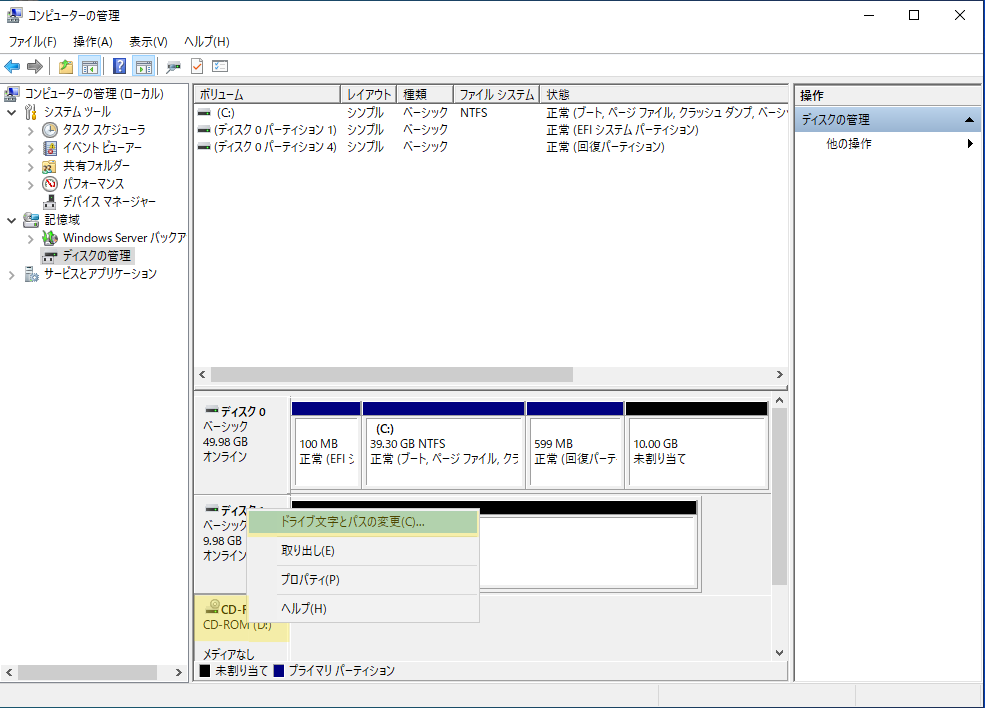 コンピューターの管理
ファイル(F) 操作(A) 表示(V) ヘルプ(H)
コンピューターの管理 (ローカル)
システム ツール
タスク スケジューラ
イベント ビューアー
共有フォルダー
パフォーマンス
デバイス マネージャー
記憶域
Windows Server バックア
ディスクの管理
サービスとアプリケーション
ボリューム レイアウト 種類 ファイル システム 状態
(C:) シンプル ベーシック NTFS 正常 (ブート, ページ ファイル, クラッシュ ダンプ, ベーシ
(ディスク 0 パーティション 1) シンプル ベーシック 正常 (EFI システム パーティション)
(ディスク 0 パーティション 4) シンプル ベーシック 正常 (回復パーティション)
操作
ディスクの管理
他の操作
ディスク 0
ベーシック
49.98 GB
オンライン
100 MB
正常 (EFI シ
(C:)
39.30 GB NTFS
正常 (ブート, ページ ファイル, クラ
599 MB
正常 (回復パーテ
10.00 GB
未割り当て
ディスク
ベーシック
9.98 GB
オンライン
ドライブ文字とパスの変更(C)...
取り出し(E)
プロパティ(P)
ヘルプ(H)
CD-R
CD-ROM (D:)
メディアなし
未割り当て プライマリ パーティション